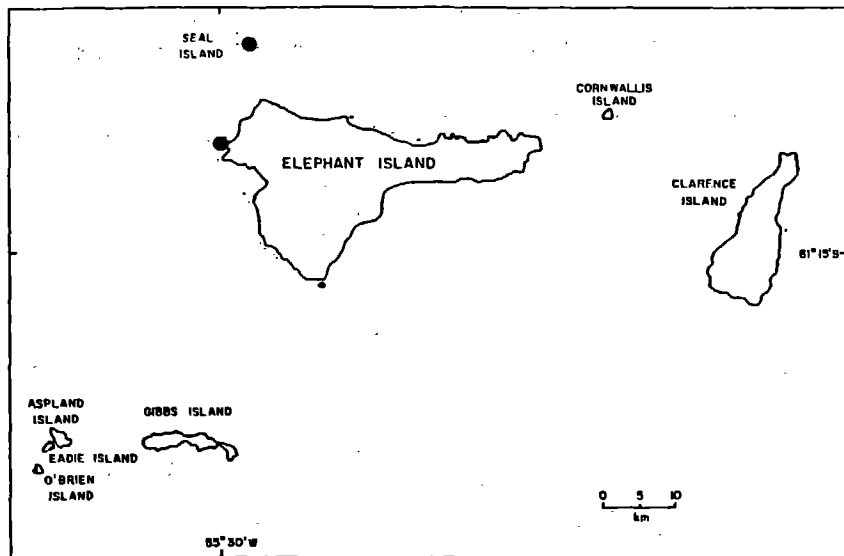 SEAL
ISLAND
CORNWALLIS
ISLAND
ELEPHANT ISLAND
CLARENCE
ISLAND
61° 15'S
ASPLAND
ISLAND
GIBBS ISLAND
EADIE ISLAND
O'BRIEN
ISLAND
0 5 10
km
55° 30'W